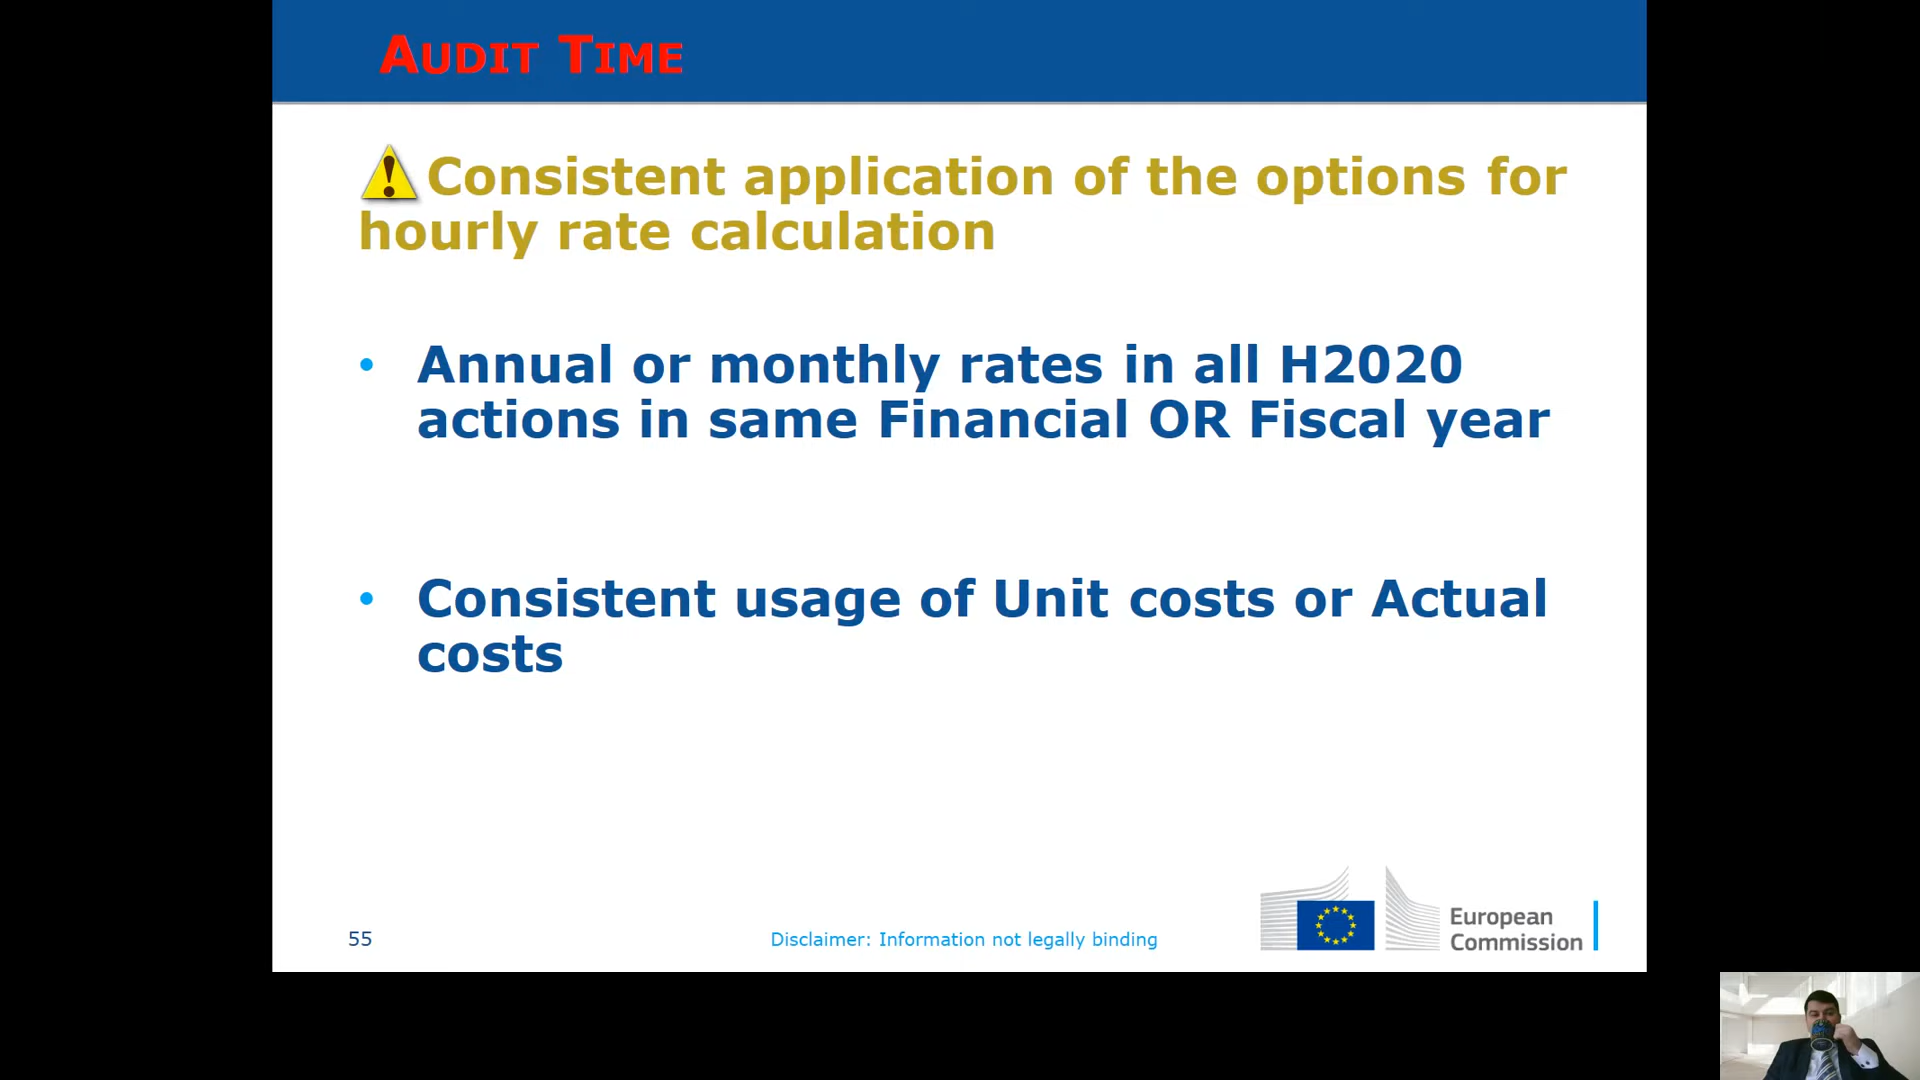 AUDIT TIME
Consistent application of the options for
hourly rate calculation
• Annual or monthly rates in all H2020
actions in same Financial OR Fiscal year
• Consistent usage of Unit costs or Actual
costs
55
Disclaimer: Information not legally binding
European
Commission